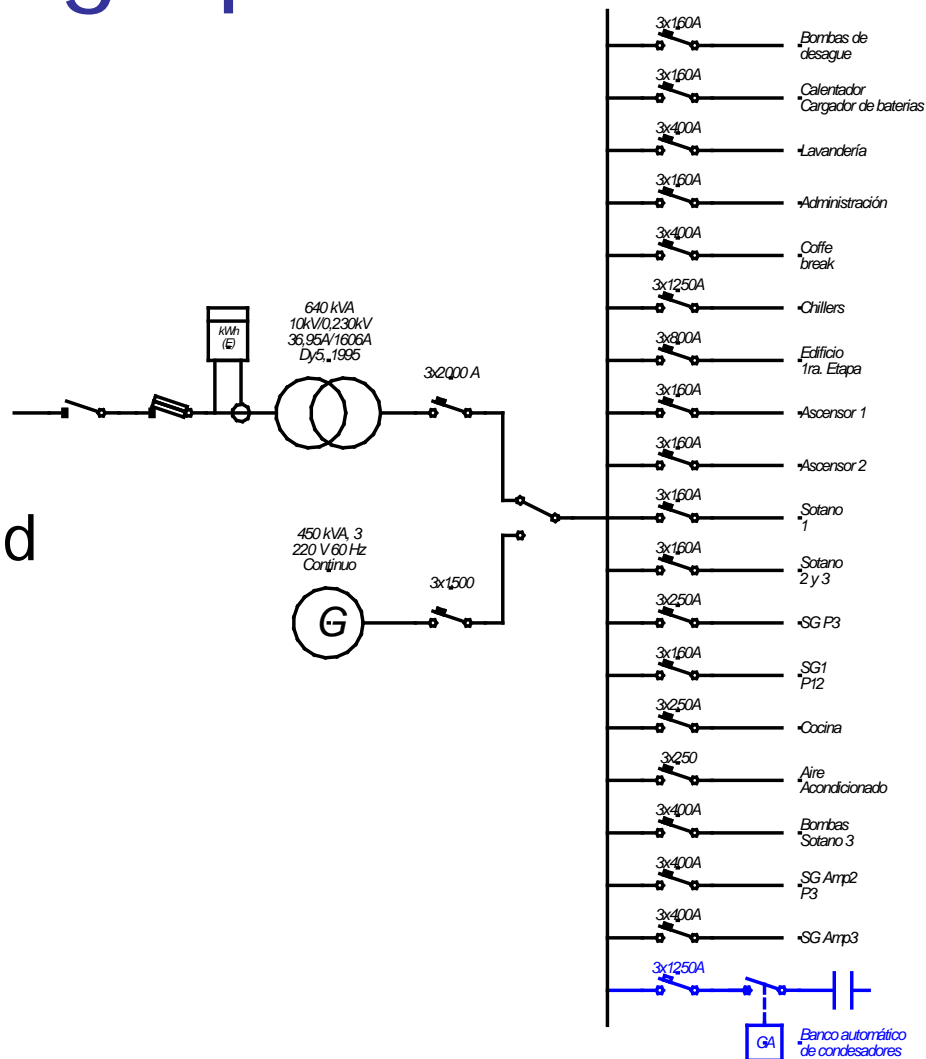 3x160A
Bombas de
desague
3x160A
Calentador
Cargador de baterias
3x400A
Lavandería
3x160A
Administración
3x400A
Coffe
break
3x1250A
Chillers
3x800A
Edificio
1ra. Etapa
3x160A
Ascensor 1
3x160A
Ascensor 2
3x160A
Sotano
1
3x160A
Sotano
2 y 3
3x250A
SG P3
3x160A
SG1
P12
3x250A
Cocina
3x250
Aire
Acondicionado
3x400A
Bombas
Sotano 3
3x400A
SG Amp2
P3
3x400A
SG Amp3
3x1250A
GA
Banco automático
de condesadores
kWh
(E)
640 kVA
10kV/0,230kV
36,95A/1606A
Dy5, 1995
3x2000 A
d
450 kVA, 3
220 V 60 Hz
Continuo
G
3x1500